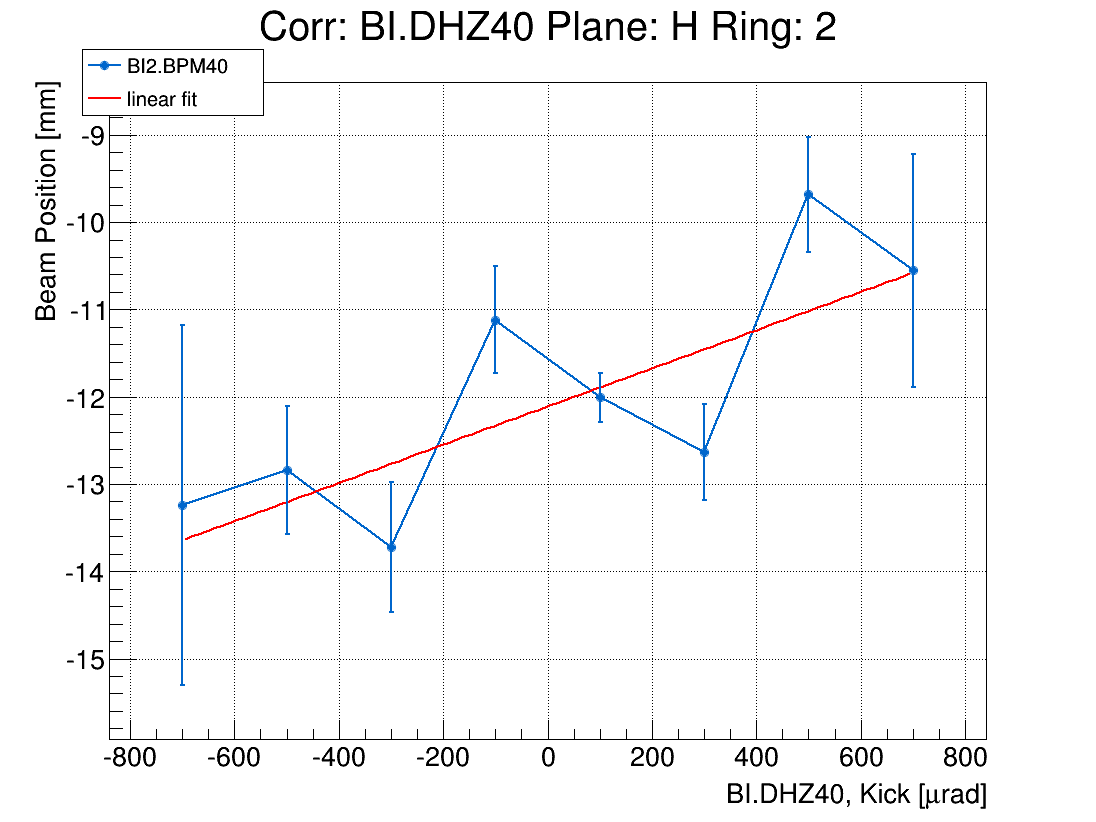 Corr: BI.DHZ40 Plane: H Ring: 2
BI2.BPM40
linear fit
Beam Position [mm]
-9
-10
-11
-12
-13
-14
-15
-800 -600 -400 -200 0 200 400 600 800
BI.DHZ40, Kick [μrad]